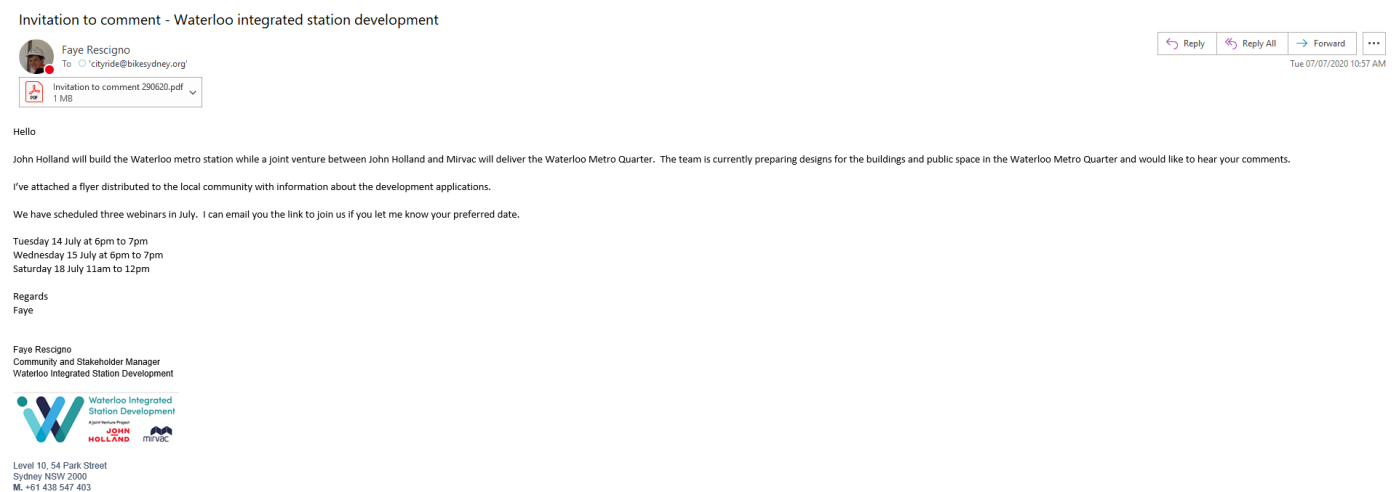 Invitation to comment - Waterloo integrated station development
Faye Rescigno
To 'cityride@bikesydney.org'
Reply
Reply All
Forward
Tue 07/07/2020 10:57 AM
PDF
Invitation to comment 290620.pdf
1 MB
Hello
John Holland will build the Waterloo metro station while a joint venture between John Holland and Mirvac will deliver the Waterloo Metro Quarter. The team is currently preparing designs for the buildings and public space in the Waterloo Metro Quarter and would like to hear your comments.
I've attached a flyer distributed to the local community with information about the development applications.
We have scheduled three webinars in July. I can email you the link to join us if you let me know your preferred date.
Tuesday 14 July at 6pm to 7pm
Wednesday 15 July at 6pm to 7pm
Saturday 18 July 11am to 12pm
Regards
Faye
Faye Rescigno
Community and Stakeholder Manager
Waterloo Integrated Station Development
Waterloo Integrated
Station Development
A Joint Venture Project
JOHN
HOLLAND
mirvac
Level 10, 54 Park Street
Sydney NSW 2000
M. +61 438 547 403